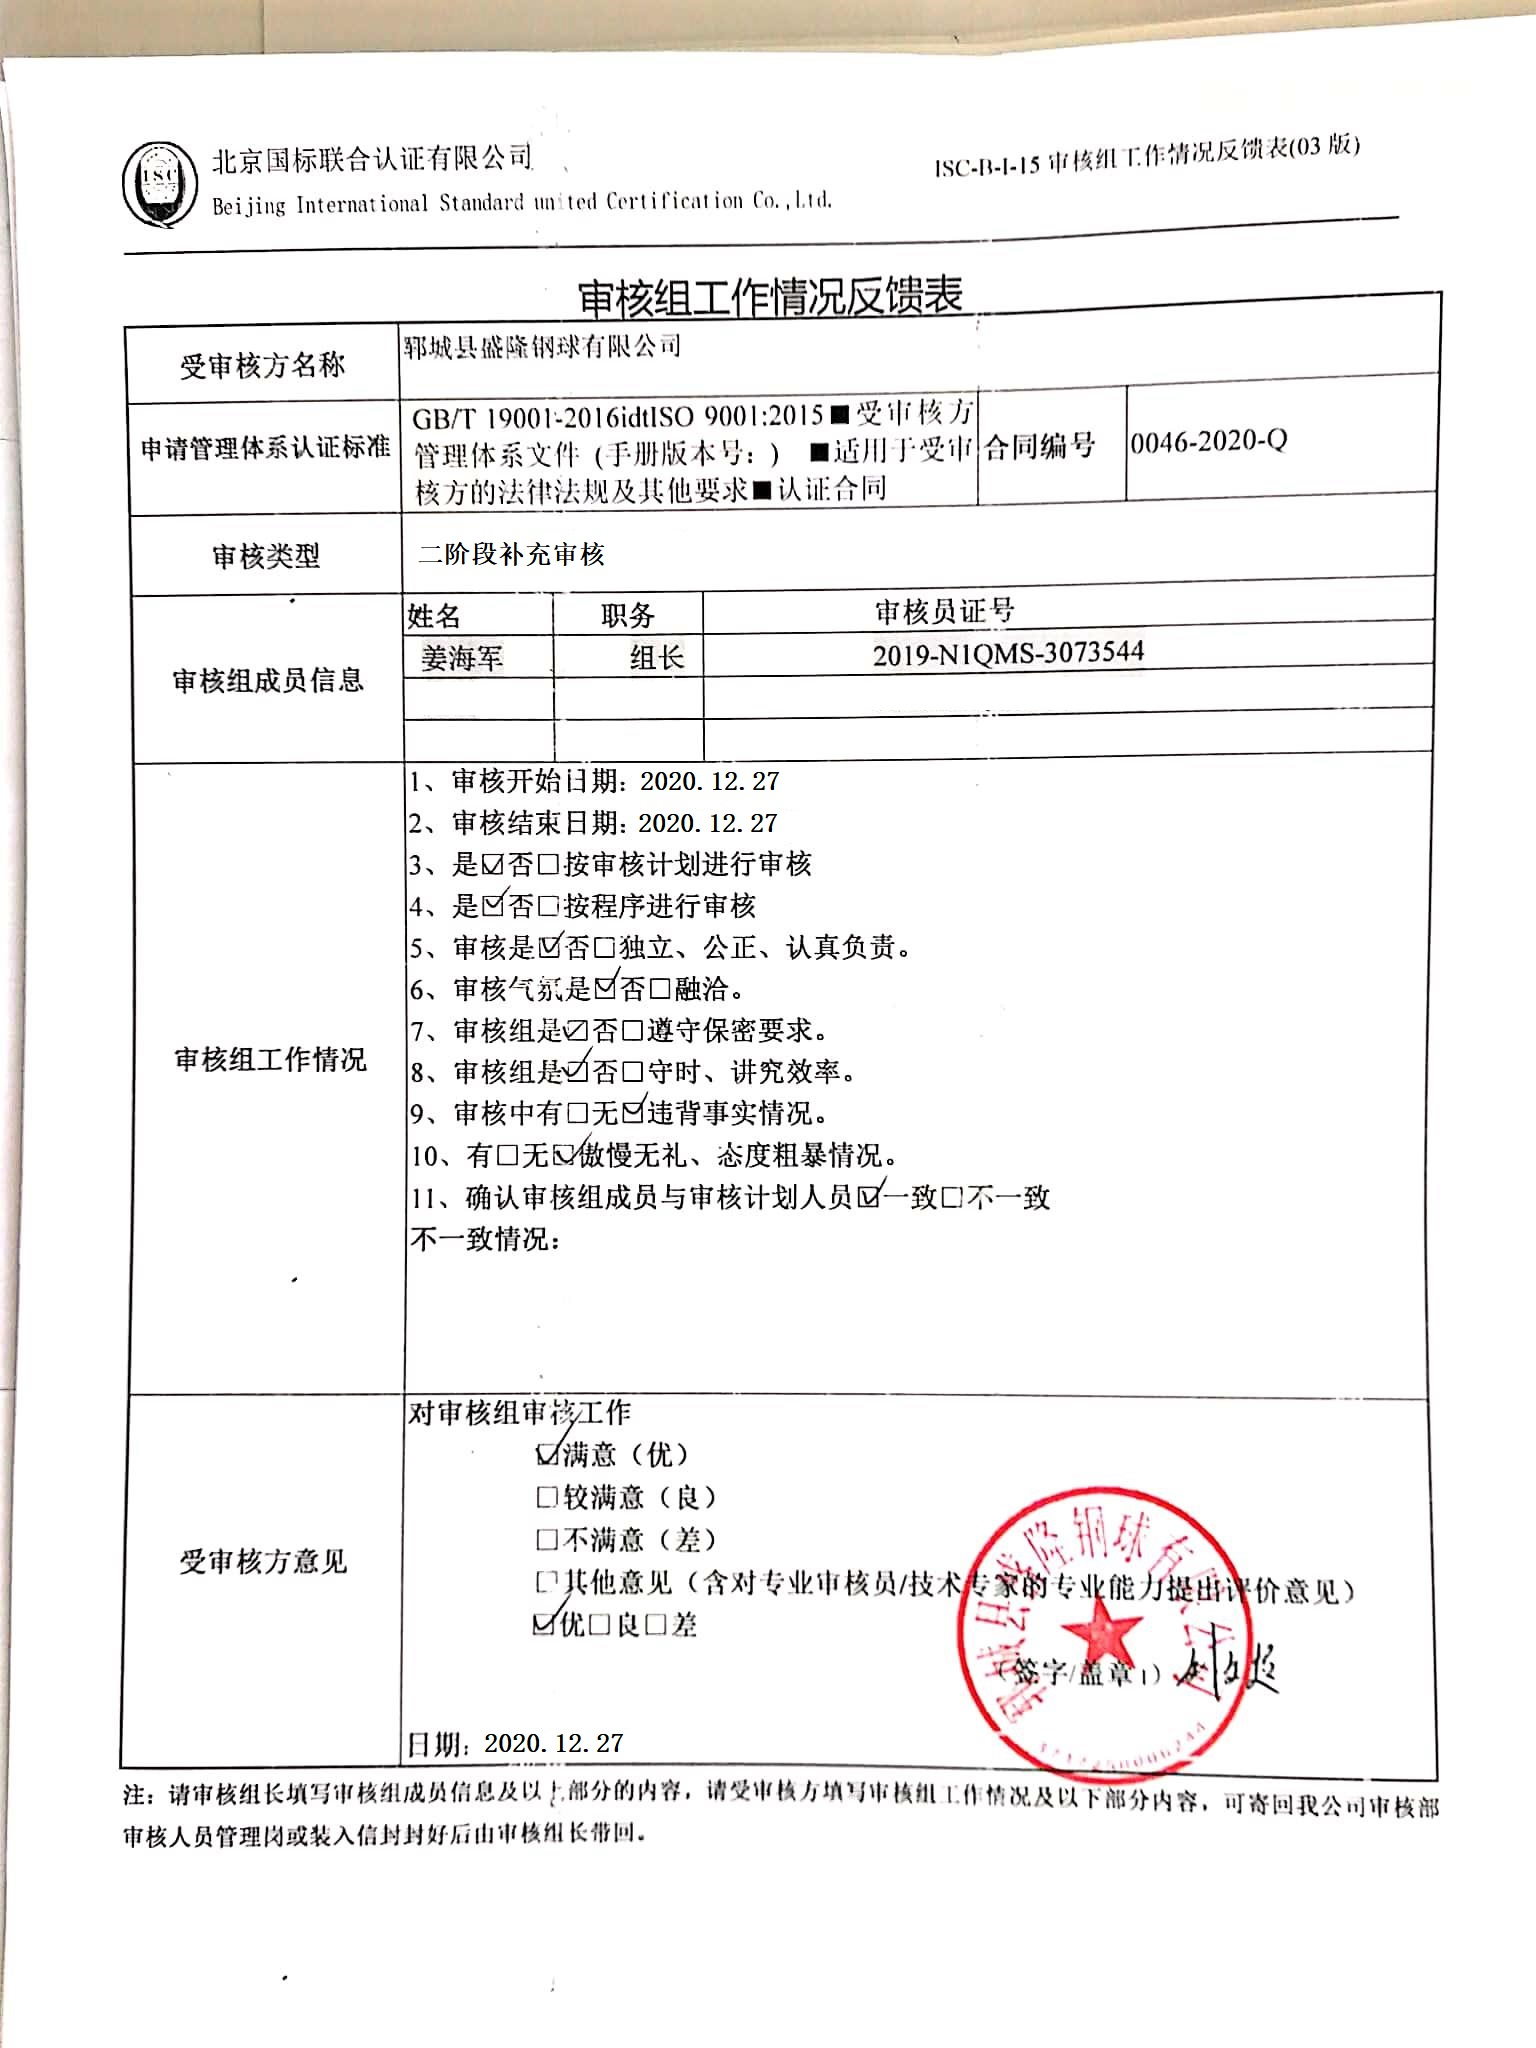 ISC
北京国标联合认证有限公司
Beijing International Standard united Certification Co.,Ltd.
ISC-B-I-15 审核组工作情况反馈表(03 版)
审核组工作情况反馈表
受审核方名称
郓城县盛隆钢球有限公司
申请管理体系认证标准
GB/T 19001-2016idtISO 9001:2015■受审核方
管理体系文件(手册版本号:) ■适用于受审
核方的法律法规及其他要求■认证合同
合同编号
0046-2020-Q
审核类型
二阶段补充审核
审核组成员信息
姓名 职务 审核员证号
姜海军 组长 2019-N1QMS-3073544
审核组工作情况
1、审核开始日期: 2020.12.27
2、审核结束日期: 2020.12.27
3、是☑否□按审核计划进行审核
4、是☑否□按程序进行审核
5、审核是☑否□独立、公正、认真负责。
6、审核气氛是☑否□融洽。
7、审核组是☑否□遵守保密要求。
8、审核组是☑否□守时、讲究效率。
9、审核中有□无☑违背事实情况。
10、有□无☑傲慢无礼、态度粗暴情况。
11、确认审核组成员与审核计划人员☑一致□不一致
不一致情况:
受审核方意见
对审核组审核工作
☑满意(优)
□较满意(良)
□不满意(差)
□其他意见(含对专业审核员/技术专家的专业能力提出评价意见)
☑优□良□差
(签字/盖章)
郓城县盛隆钢球有限公司
日期: 2020.12.27
注:请审核组长填写审核组成员信息及以上部分的内容,请受审核方填写审核组工作情况及以下部分内容,可寄回我公司审核部
审核人员管理岗或装入信封封好后由审核组长带回。